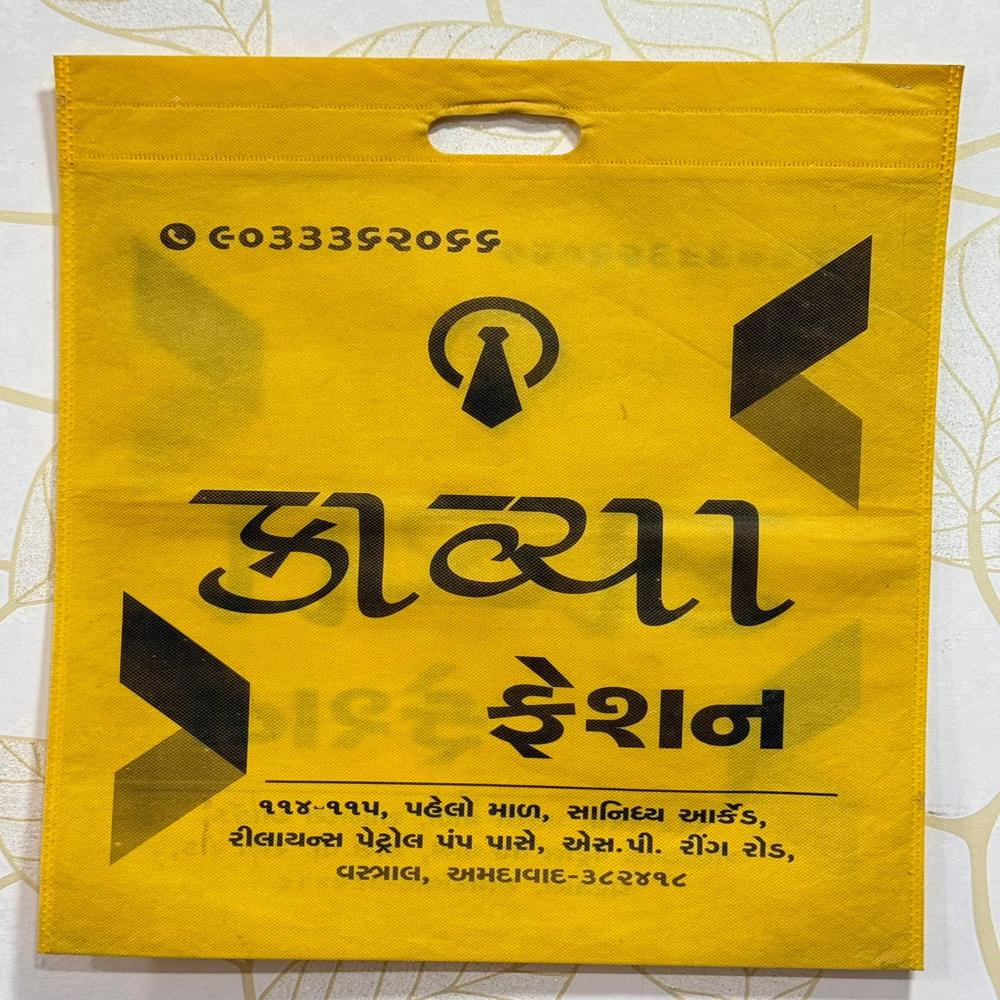 ૯૦૩૩૩૬૨૦૬૬
કાવ્યા
ફેશન
૧૧૪-૧૧૫, પહેલો માળ, સાનિધ્ય આર્કેડ,
રીલાયન્સ પેટ્રોલ પંપ પાસે, એસ.પી. રીંગ રોડ,
વસ્ત્રાલ, અમદાવાદ-૩૮૨૪૧૮